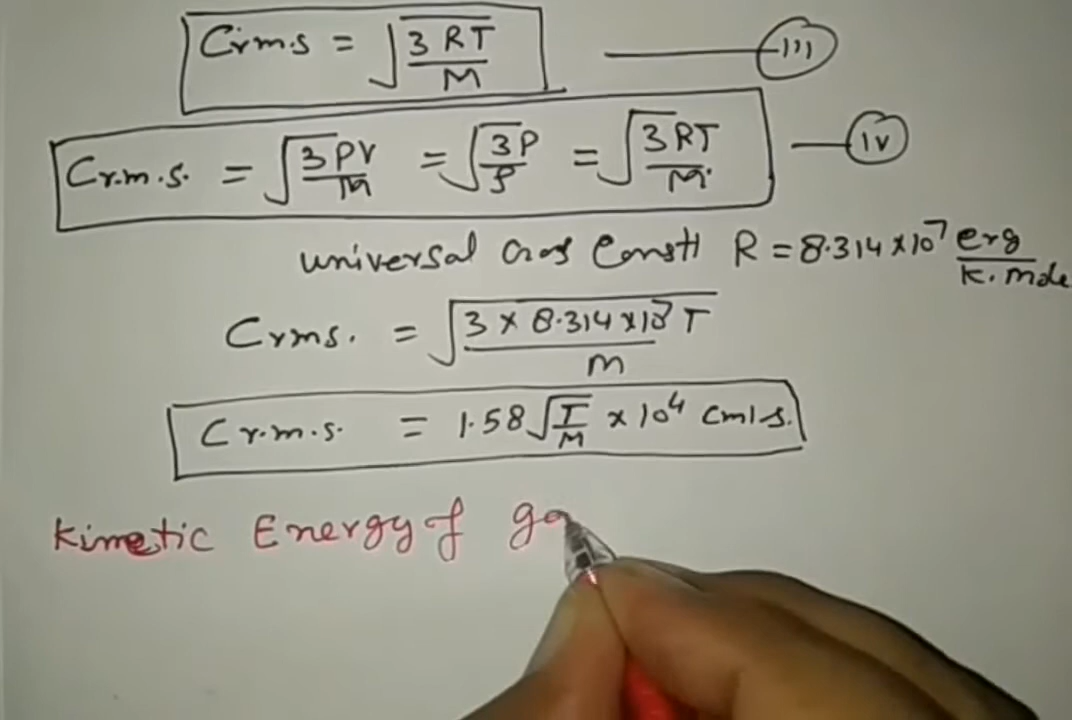 Crms = √3RT/M (iii)
Cr.m.s. = √3PV/M = √3P/ρ = √3RT/M. (iv)
universal Gas Constt R = 8.314 × 10⁷ erg/K. mole
Crms. = √3 × 8.314 × 10⁷ T/M
Cr.m.s. = 1.58 √T/M × 10⁴ cm/s.
Kinetic Energy of ga